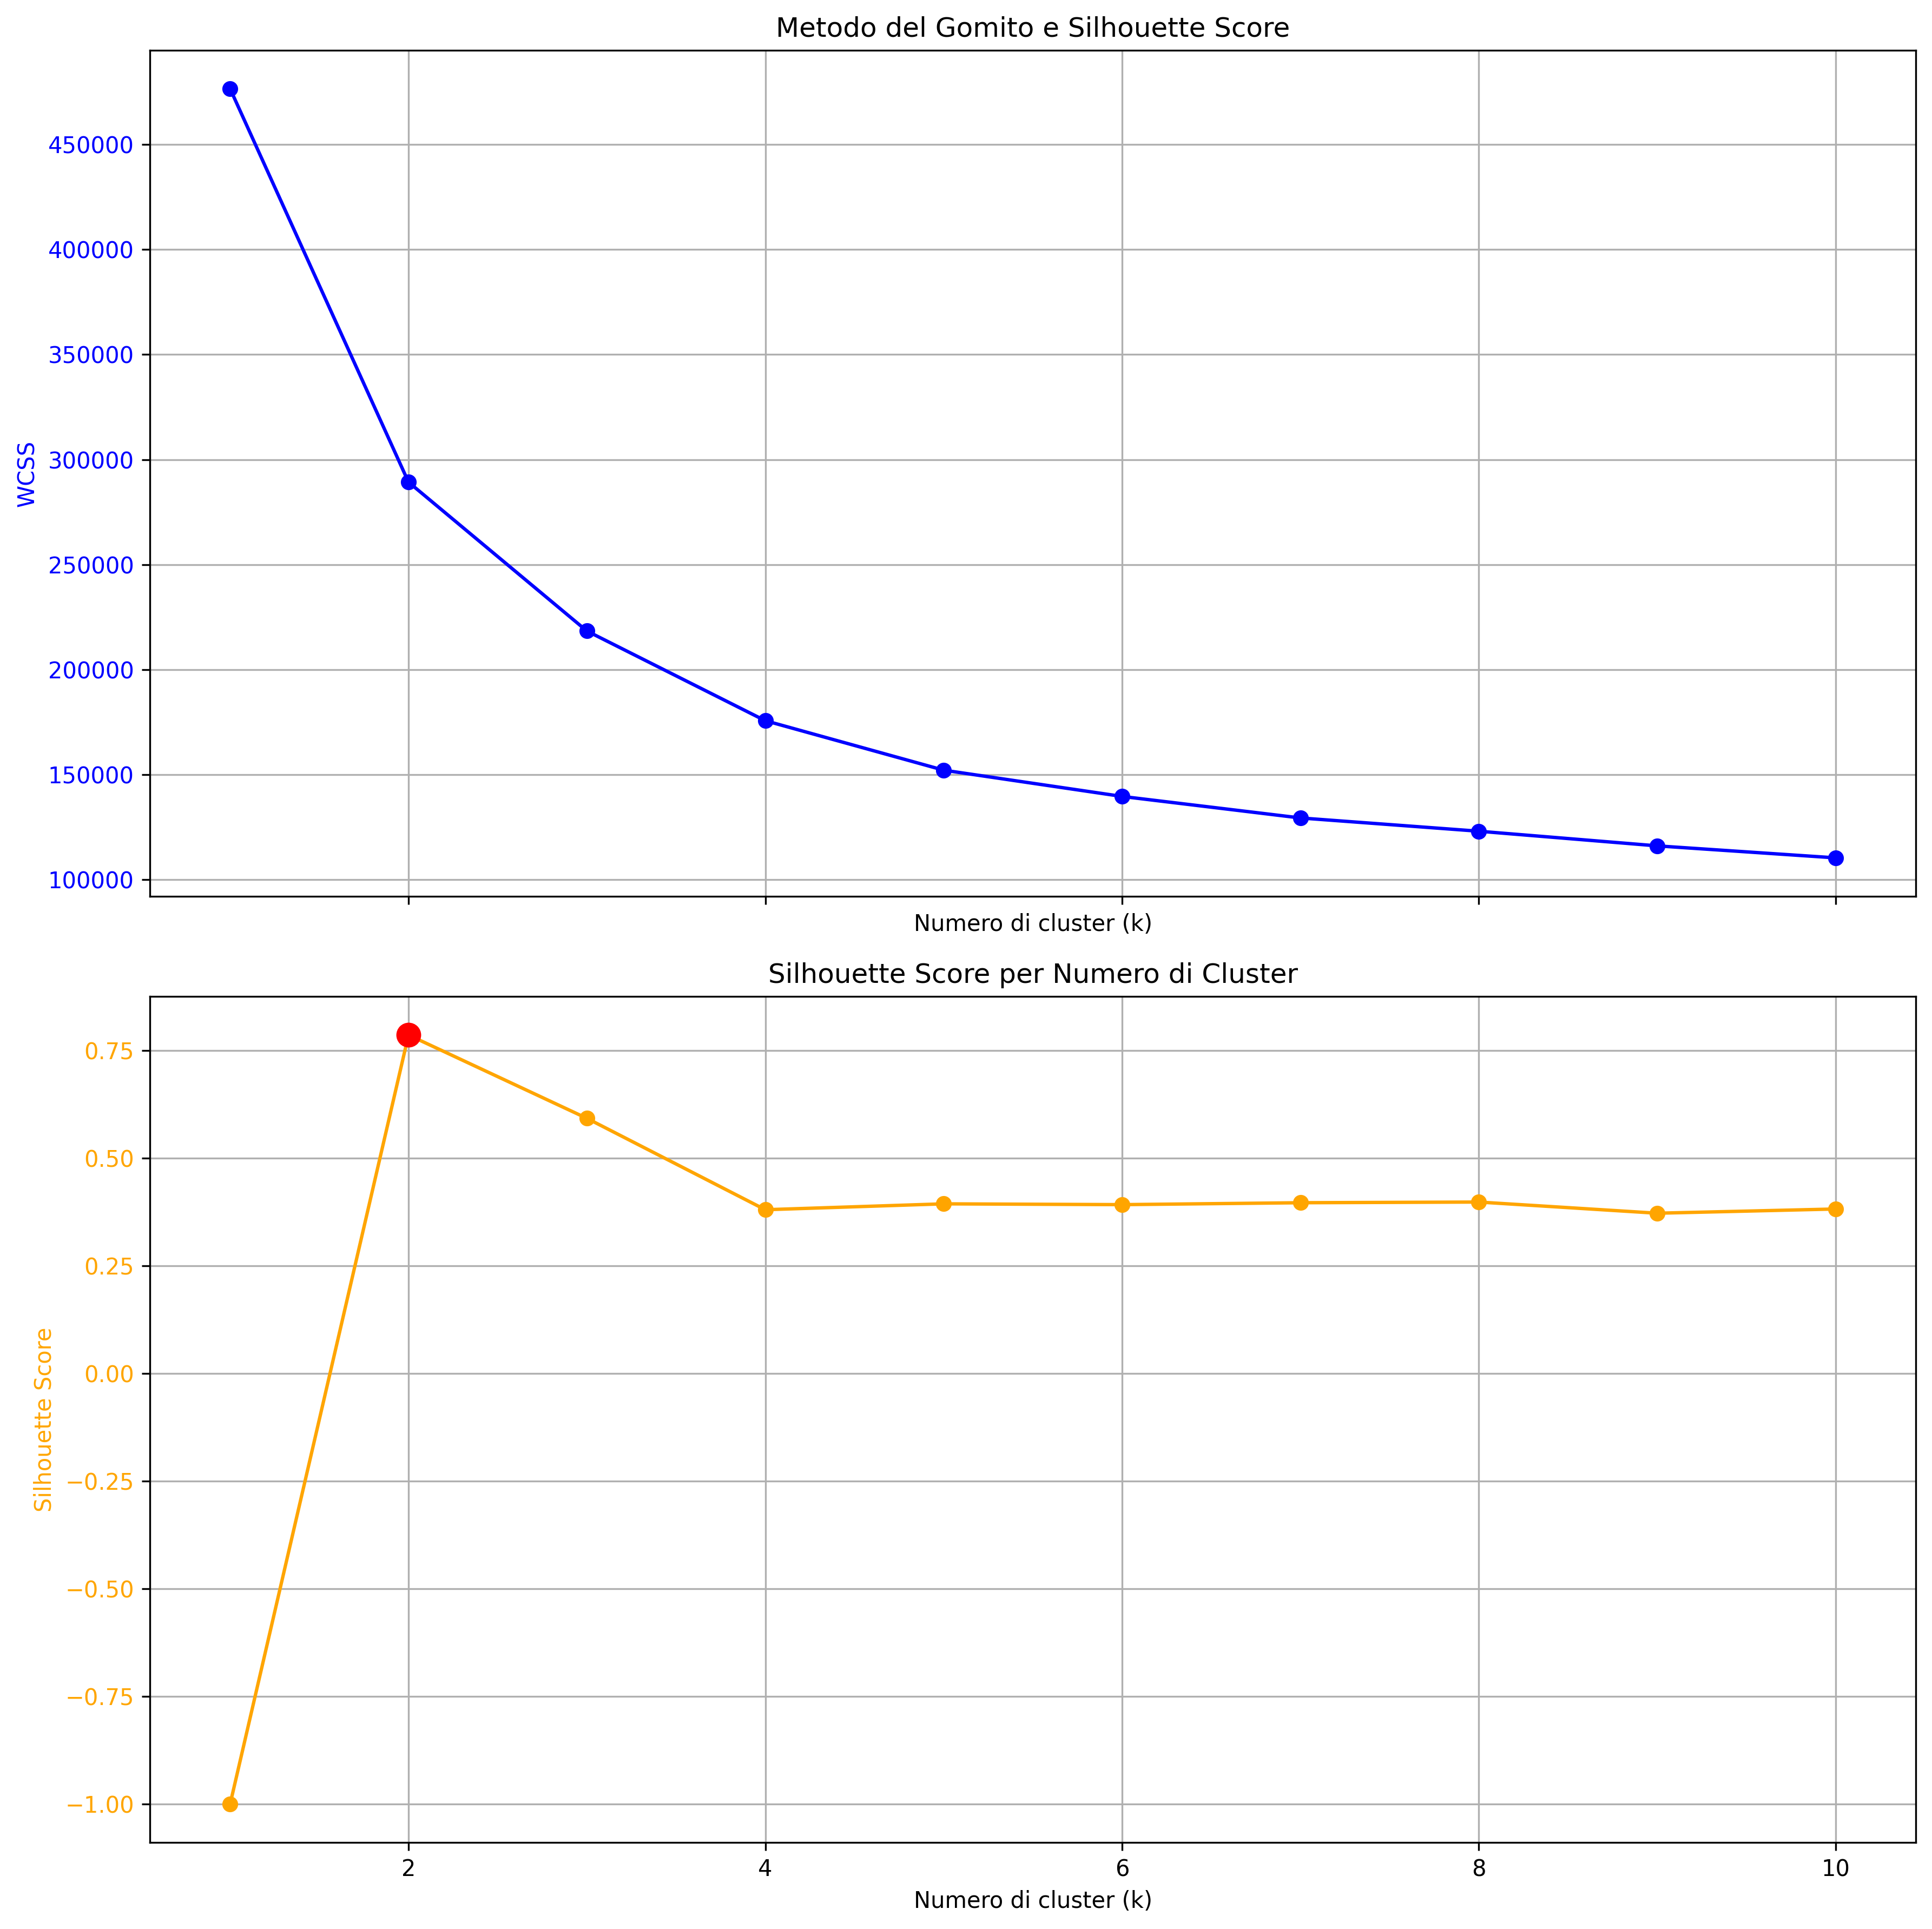 Metodo del Gomito e Silhouette Score
450000
400000
350000
300000
250000
200000
150000
100000
WCSS
Numero di cluster (k)
Silhouette Score per Numero di Cluster
0.75
0.50
0.25
0.00
−0.25
−0.50
−0.75
−1.00
Silhouette Score
2 4 6 8 10
Numero di cluster (k)